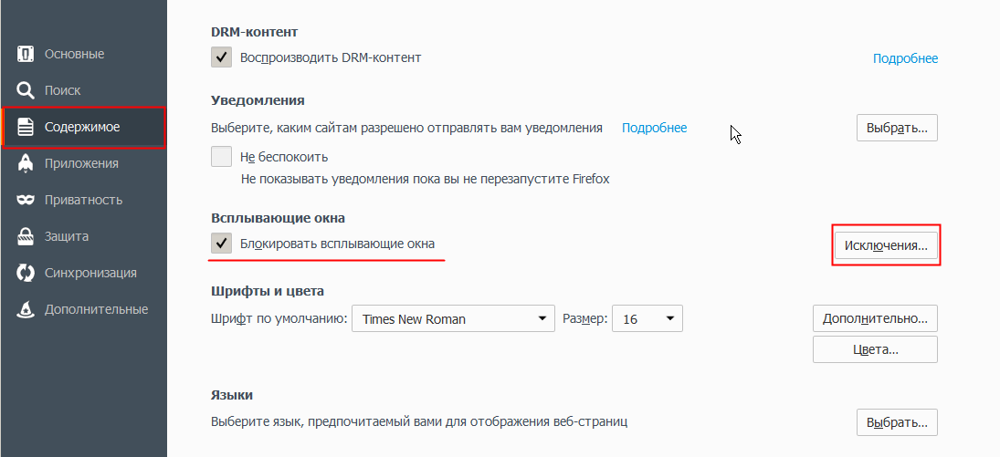 Основные
Поиск
Содержимое
Приложения
Приватность
Защита
Синхронизация
Дополнительные
DRM-контент
Воспроизводить DRM-контент Подробнее
Уведомления
Выберите, каким сайтам разрешено отправлять вам уведомления Подробнее Выбрать...
Не беспокоить
Не показывать уведомления пока вы не перезапустите Firefox
Всплывающие окна
Блокировать всплывающие окна Исключения...
Шрифты и цвета
Шрифт по умолчанию: Times New Roman Размер: 16 Дополнительно...
Цвета...
Языки
Выберите язык, предпочитаемый вами для отображения веб-страниц Выбрать...